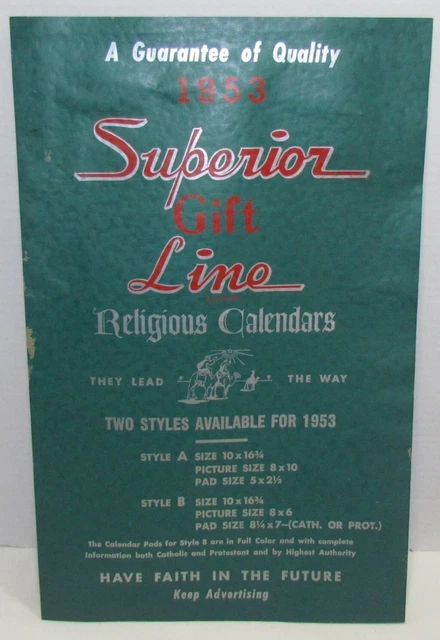 A Guarantee of Quality
1953
Superior
Gift
Line
Religious Calendars
THEY LEAD THE WAY
TWO STYLES AVAILABLE FOR 1953
STYLE A SIZE 10 x 16¾
PICTURE SIZE 8 x 10
PAD SIZE 5 x 2½
STYLE B SIZE 10 x 16¾
PICTURE SIZE 8 x 6
PAD SIZE 8¼ x 7—(CATH. OR PROT.)
The Calendar Pads for Style B are in Full Color and with complete
information both Catholic and Protestant and by Highest Authority
HAVE FAITH IN THE FUTURE
Keep Advertising